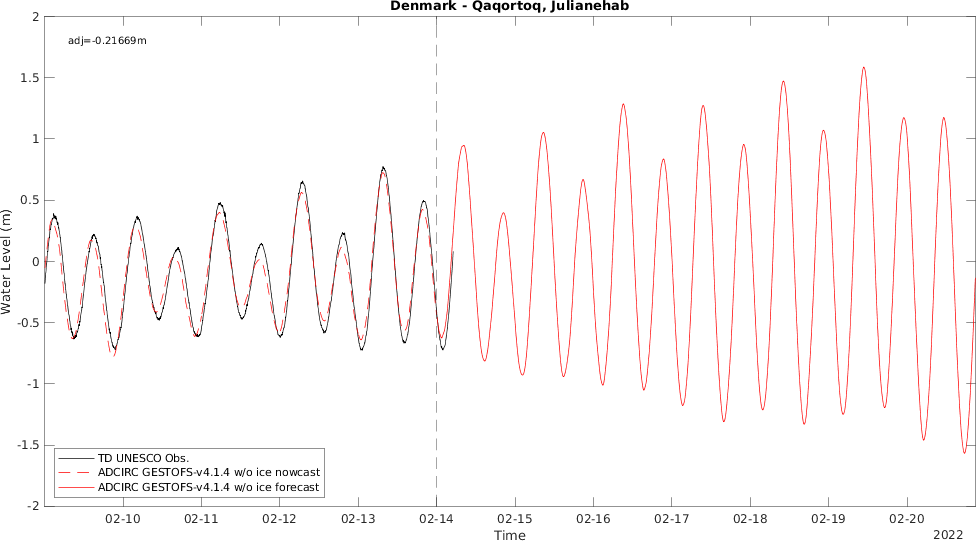 Denmark - Qaqortoq, Julianehab
adj=-0.21669m
2
1.5
1
0.5
0
-0.5
-1
-1.5
-2
Water Level (m)
TD UNESCO Obs.
ADCIRC GESTOFS-v4.1.4 w/o ice nowcast
ADCIRC GESTOFS-v4.1.4 w/o ice forecast
02-10 02-11 02-12 02-13 02-14 02-15 02-16 02-17 02-18 02-19 02-20
Time
2022